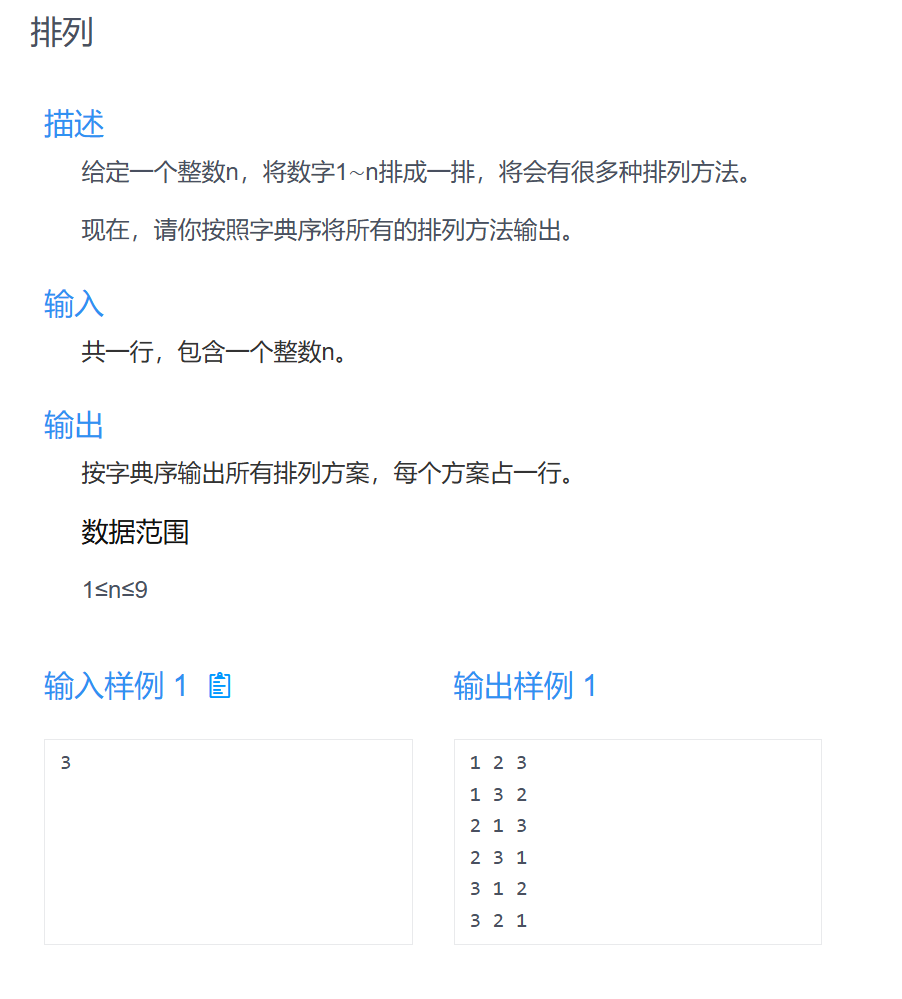 排列
描述
给定一个整数n，将数字1~n排成一排，将会有很多种排列方法。
现在，请你按照字典序将所有的排列方法输出。
输入
共一行，包含一个整数n。
输出
按字典序输出所有排列方案，每个方案占一行。
数据范围
1≤n≤9
输入样例 1
3
输出样例 1
1 2 3
1 3 2
2 1 3
2 3 1
3 1 2
3 2 1